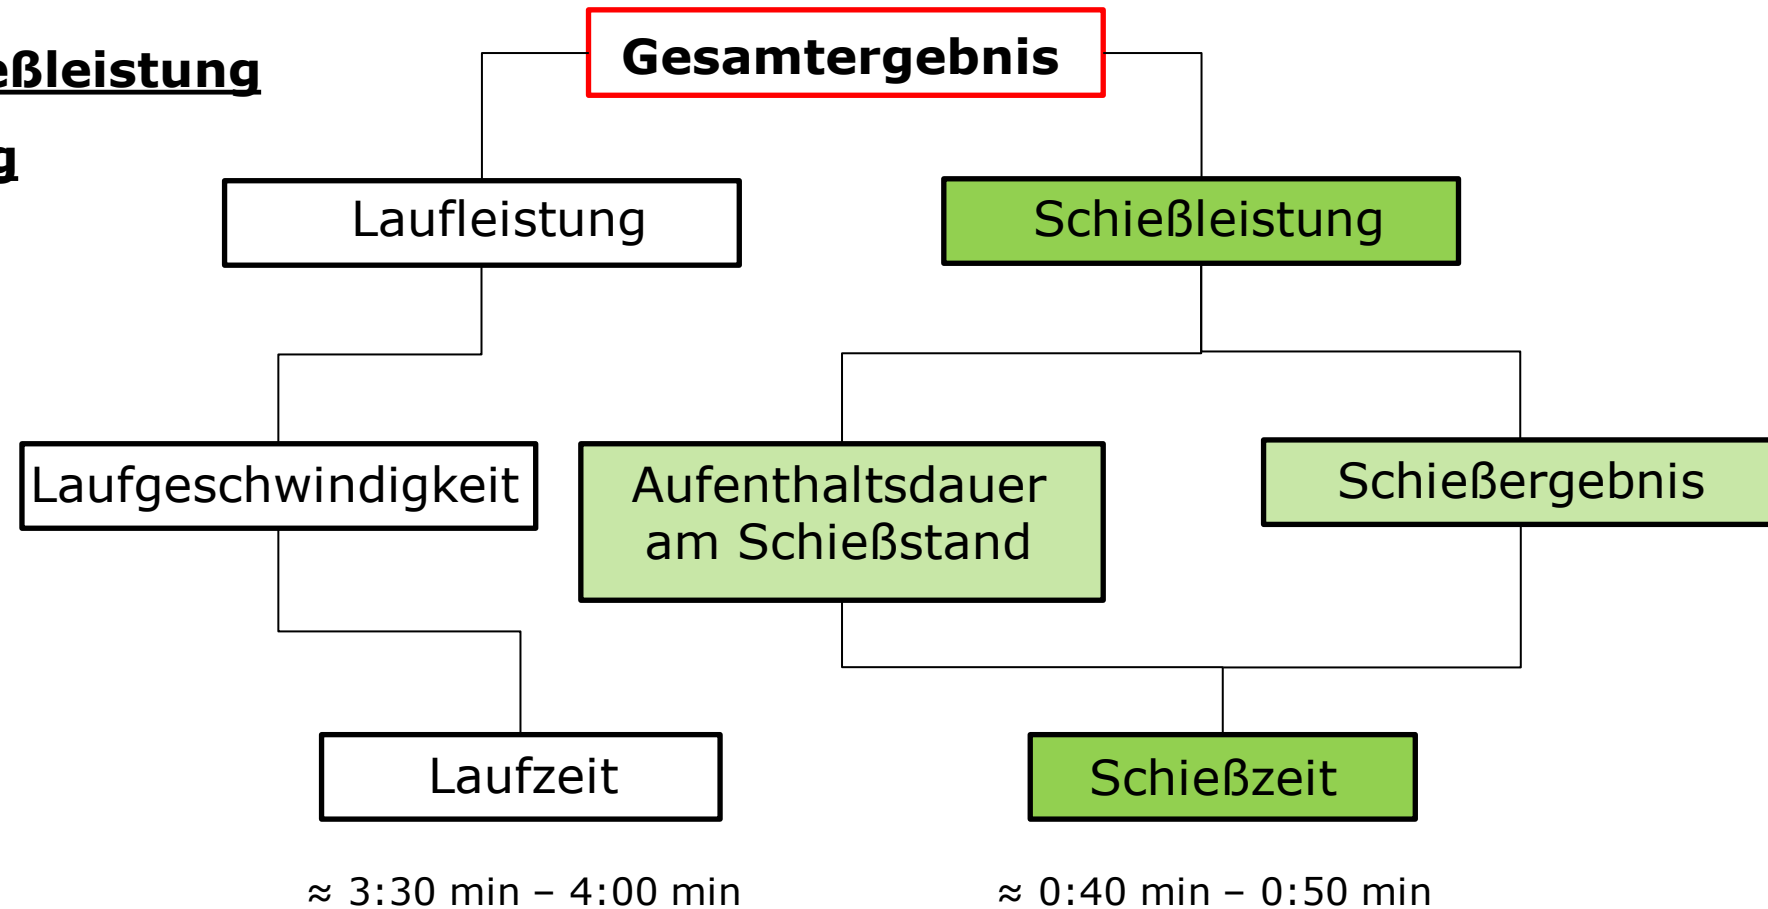 eßleistung
g
Gesamtergebnis
Laufleistung
Schießleistung
Laufgeschwindigkeit
Aufenthaltsdauer
am Schießstand
Schießergebnis
Laufzeit
Schießzeit
≈ 3:30 min – 4:00 min
≈ 0:40 min – 0:50 min